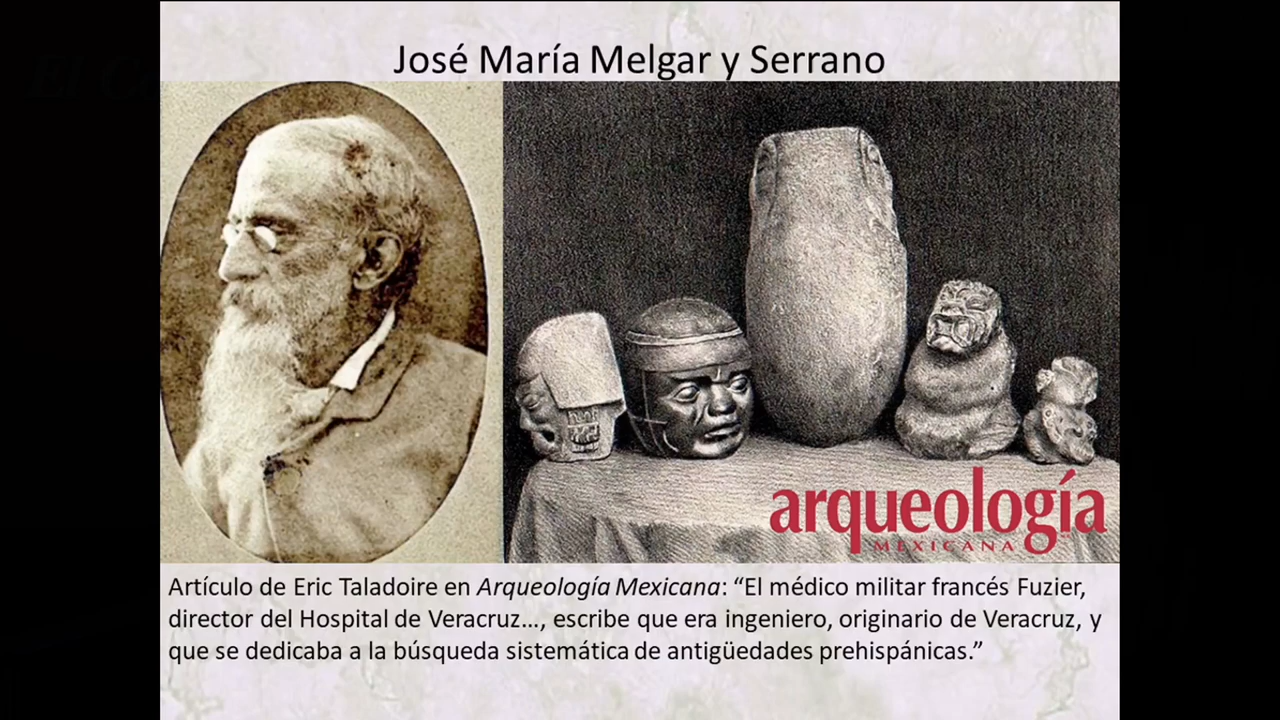 José María Melgar y Serrano
arqueología
MEXICANA
Artículo de Eric Taladoire en Arqueología Mexicana: “El médico militar francés Fuzier,
director del Hospital de Veracruz…, escribe que era ingeniero, originario de Veracruz, y
que se dedicaba a la búsqueda sistemática de antigüedades prehispánicas.”